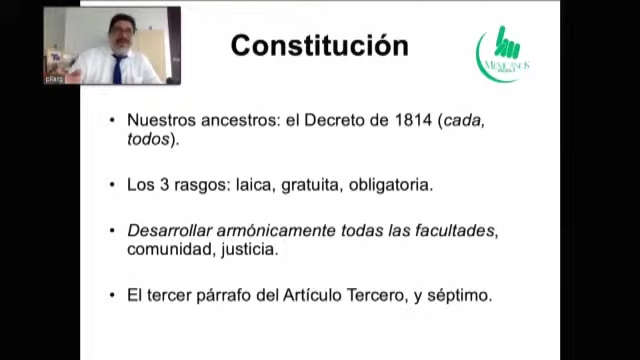 Constitución
MEXICANOS
• Nuestros ancestros: el Decreto de 1814 (cada,
todos).
• Los 3 rasgos: laica, gratuita, obligatoria.
• Desarrollar armónicamente todas las facultades,
comunidad, justicia.
• El tercer párrafo del Artículo Tercero, y séptimo.